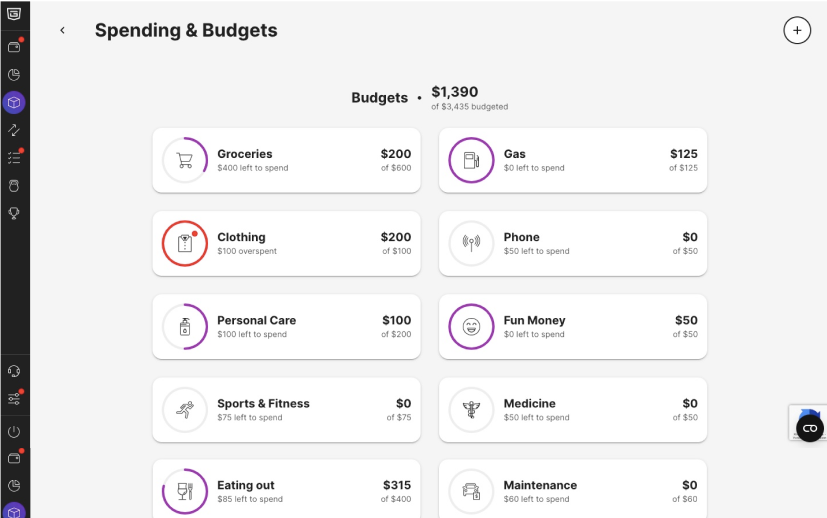 Spending & Budgets
Budgets • $1,390
of $3,435 budgeted
Groceries $200
$400 left to spend of $600
Gas $125
$0 left to spend of $125
Clothing $200
$100 overspent of $100
Phone $0
$50 left to spend of $50
Personal Care $100
$100 left to spend of $200
Fun Money $50
$0 left to spend of $50
Sports & Fitness $0
$75 left to spend of $75
Medicine $0
$50 left to spend of $50
Eating out $315
$85 left to spend of $400
Maintenance $0
$60 left to spend of $60